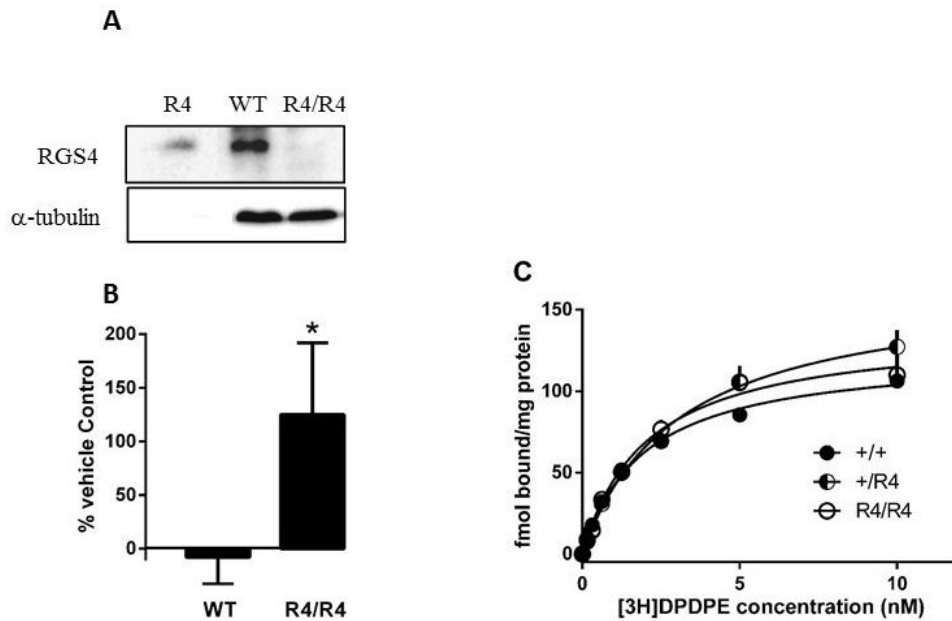 A
R4 WT R4/R4
RGS4
α-tubulin
B
% vehicle Control
200
150
100
50
0
*
WT R4/R4
C
fmol bound/mg protein
150
100
50
0
+/+
+/R4
R4/R4
0 5 10
[3H]DPDPE concentration (nM)